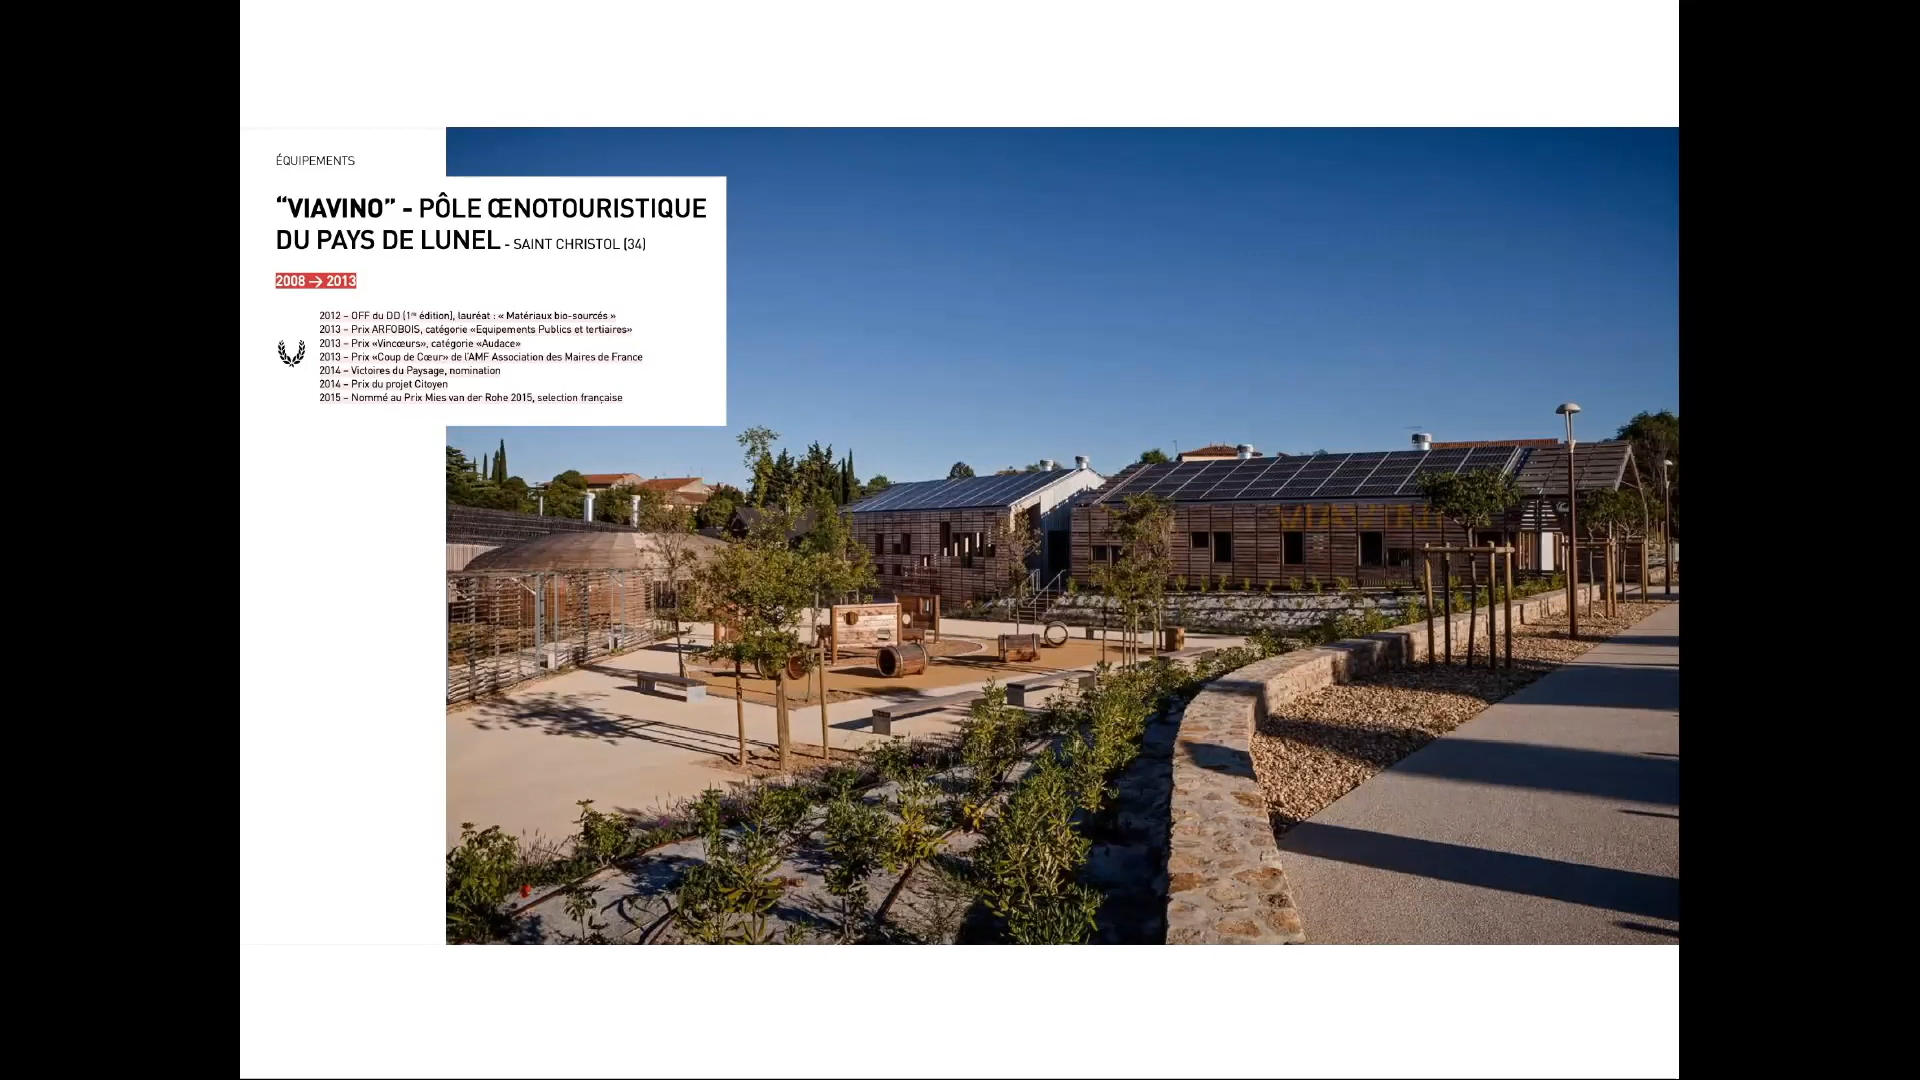 ÉQUIPEMENTS
“VIAVINO” - PÔLE ŒNOTOURISTIQUE
DU PAYS DE LUNEL - SAINT CHRISTOL (34)
2008 → 2013
2012 – OFF du DD (1re édition), lauréat : « Matériaux bio-sourcés »
2013 – Prix ARFOBOIS, catégorie «Equipements Publics et tertiaires»
2013 – Prix «Vincœurs», catégorie «Audace»
2013 – Prix «Coup de Cœur» de l'AMF Association des Maires de France
2014 – Victoires du Paysage, nomination
2014 – Prix du projet Citoyen
2015 – Nommé au Prix Mies van der Rohe 2015, selection française
VIAVINO